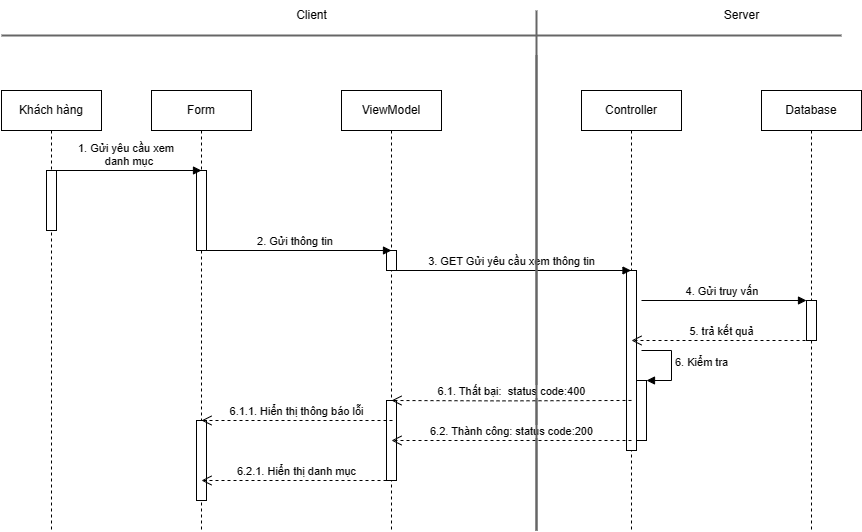 Client
Server
Khách hàng
Form
ViewModel
Controller
Database
1. Gửi yêu cầu xem
danh mục
2. Gửi thông tin
3. GET Gửi yêu cầu xem thông tin
4. Gửi truy vấn
5. trả kết quả
6. Kiểm tra
6.1. Thất bại: status code:400
6.1.1. Hiển thị thông báo lỗi
6.2. Thành công: status code:200
6.2.1. Hiển thị danh mục